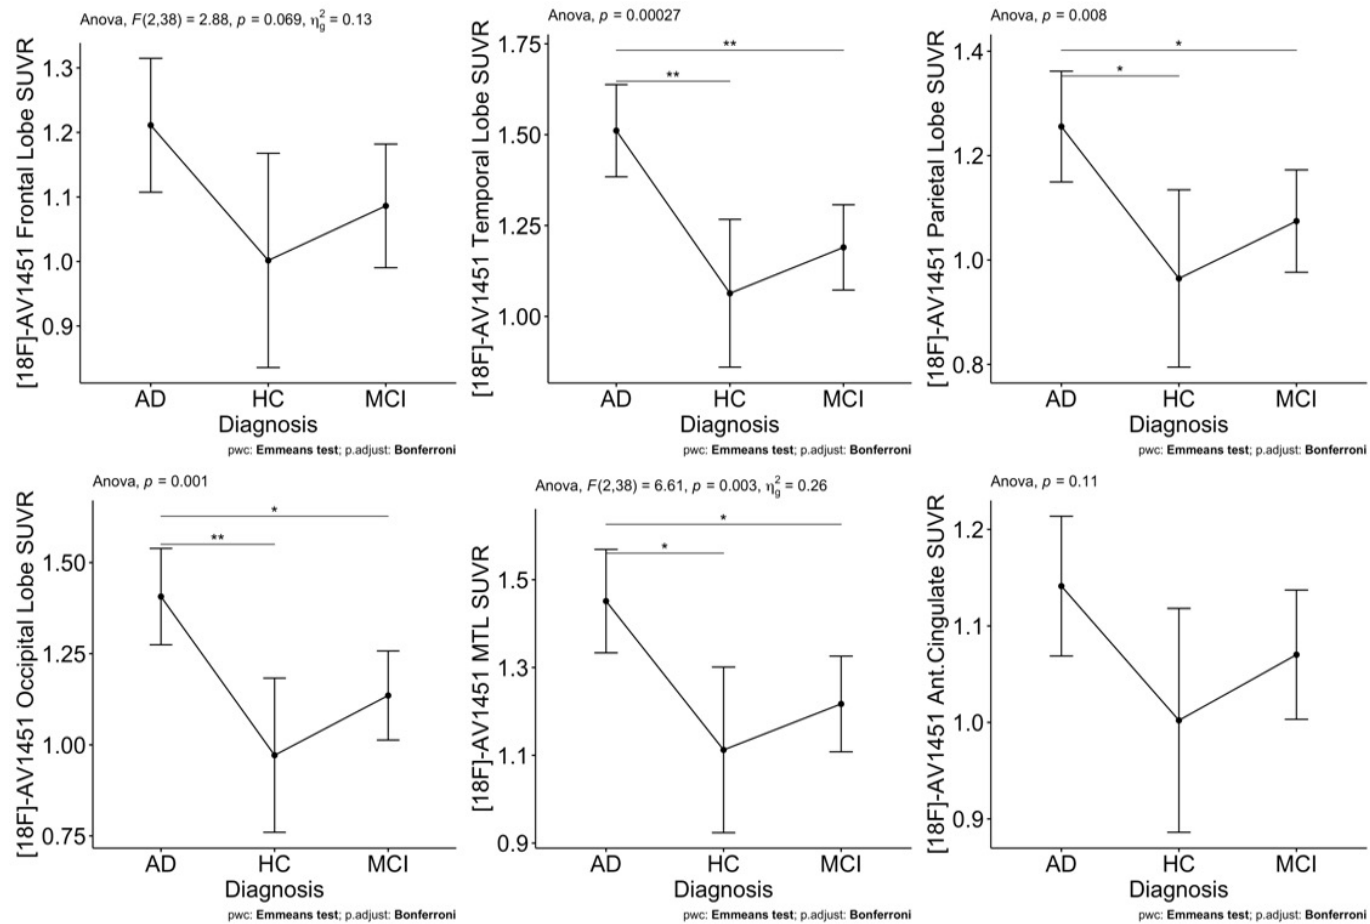 Anova, F(2,38) = 2.88, p = 0.069, η²g = 0.13
[18F]-AV1451 Frontal Lobe SUVR
1.3
1.2
1.1
1.0
0.9
AD HC MCI
Diagnosis
pwc: Emmeans test; p.adjust: Bonferroni
Anova, p = 0.00027
[18F]-AV1451 Temporal Lobe SUVR
1.75
1.50
1.25
1.00
**
**
AD HC MCI
Diagnosis
pwc: Emmeans test; p.adjust: Bonferroni
Anova, p = 0.008
[18F]-AV1451 Parietal Lobe SUVR
1.4
1.2
1.0
0.8
*
*
AD HC MCI
Diagnosis
pwc: Emmeans test; p.adjust: Bonferroni
Anova, p = 0.001
[18F]-AV1451 Occipital Lobe SUVR
1.50
1.25
1.00
0.75
*
**
AD HC MCI
Diagnosis
pwc: Emmeans test; p.adjust: Bonferroni
Anova, F(2,38) = 6.61, p = 0.003, η²g = 0.26
[18F]-AV1451 MTL SUVR
1.5
1.3
1.1
0.9
*
*
AD HC MCI
Diagnosis
pwc: Emmeans test; p.adjust: Bonferroni
Anova, p = 0.11
[18F]-AV1451 Ant.Cingulate SUVR
1.2
1.1
1.0
0.9
AD HC MCI
Diagnosis
pwc: Emmeans test; p.adjust: Bonferroni